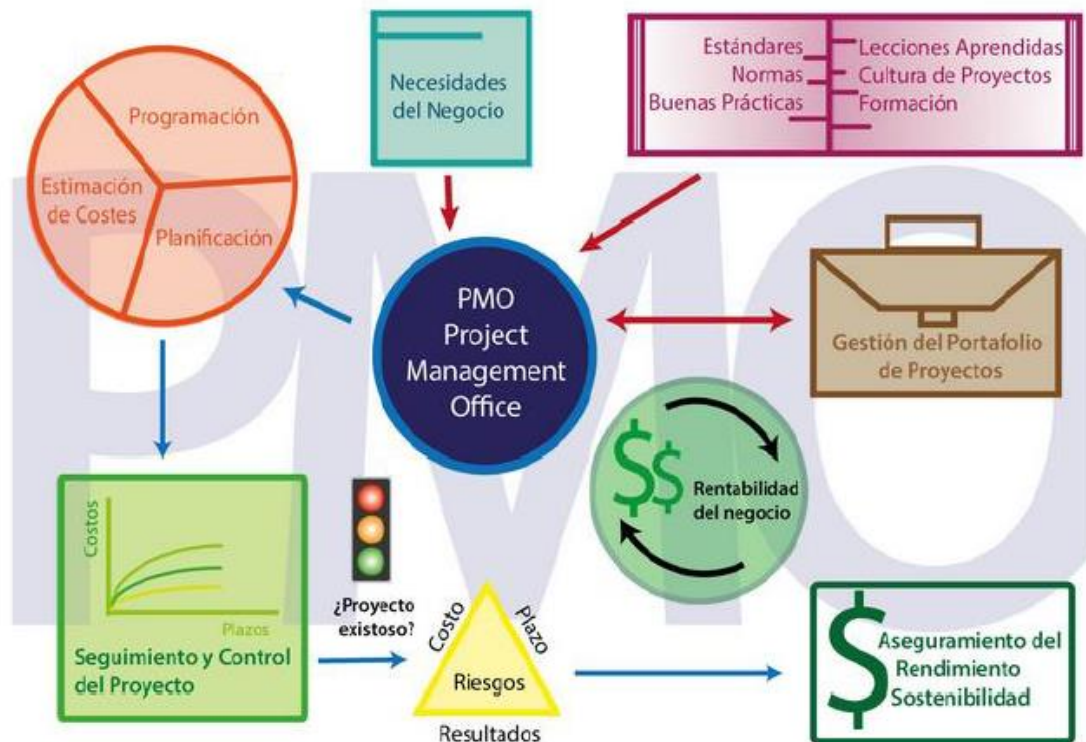 PMO
Programación
Estimación
de Costes
Planificación
Necesidades
del Negocio
Estándares
Normas
Buenas Prácticas
Lecciones Aprendidas
Cultura de Proyectos
Formación
PMO
Project
Management
Office
Gestión del Portafolio
de Proyectos
$$
Rentabilidad
del negocio
Costos
Plazos
Seguimiento y Control
del Proyecto
¿Proyecto
existoso?
Costo
Plazo
Riesgos
Resultados
$
Aseguramiento del
Rendimiento
Sostenibilidad